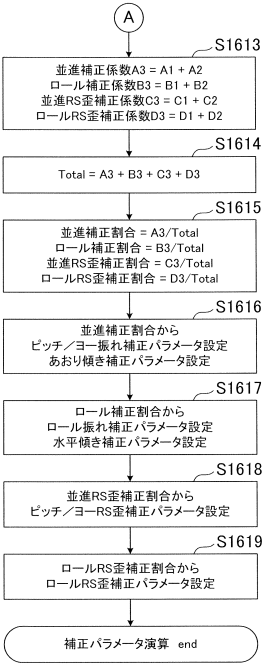 A
S1613
並進補正係数A3 = A1 + A2
ロール補正係数B3 = B1 + B2
並進RS歪補正係数C3 = C1 + C2
ロールRS歪補正係数D3 = D1 + D2
S1614
Total = A3 + B3 + C3 + D3
S1615
並進補正割合 = A3/Total
ロール補正割合 = B3/Total
並進RS歪補正割合 = C3/Total
ロールRS歪補正割合 = D3/Total
S1616
並進補正割合から
ピッチ／ヨー振れ補正パラメータ設定
あおり傾き補正パラメータ設定
S1617
ロール補正割合から
ロール振れ補正パラメータ設定
水平傾き補正パラメータ設定
S1618
並進RS歪補正割合から
ピッチ／ヨーRS歪補正パラメータ設定
S1619
ロールRS歪補正割合から
ロールRS歪補正パラメータ設定
補正パラメータ演算 end